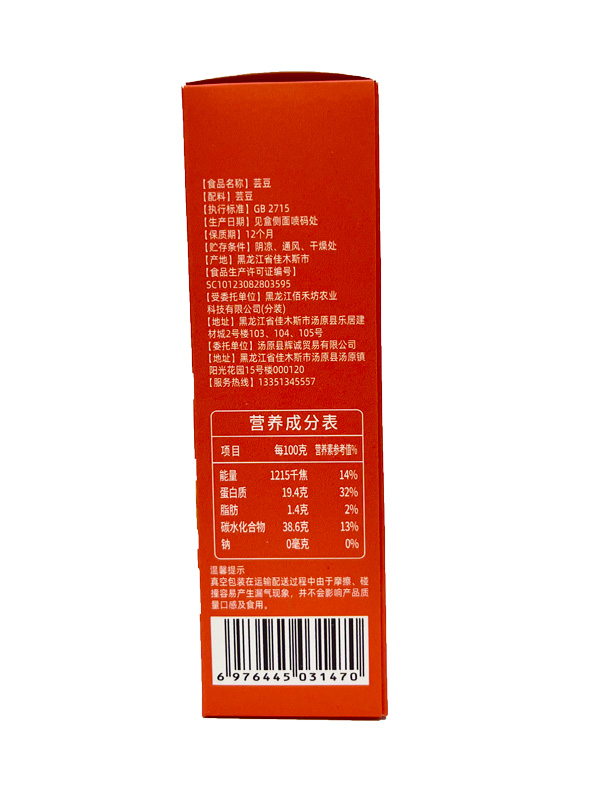 【食品名称】芸豆
【配料】芸豆
【执行标准】GB 2715
【生产日期】见盒侧面喷码处
【保质期】12个月
【贮存条件】阴凉、通风、干燥处
【产地】黑龙江省佳木斯市
【食品生产许可证编号】
SC10123082803595
【受委托单位】黑龙江佰禾坊农业
科技有限公司(分装)
【地址】黑龙江省佳木斯市汤原县乐居建
材城2号楼103、104、105号
【委托单位】汤原县辉诚贸易有限公司
【地址】黑龙江省佳木斯市汤原县汤原镇
阳光花园15号楼000120
【服务热线】13351345557
营养成分表
项目 每100克 营养素参考值%
能量 1215千焦 14%
蛋白质 19.4克 32%
脂肪 1.4克 2%
碳水化合物 38.6克 13%
钠 0毫克 0%
温馨提示
真空包装在运输配送过程中由于摩擦、碰
撞容易产生漏气现象，并不会影响产品质
量口感及食用。
6 976445 031470